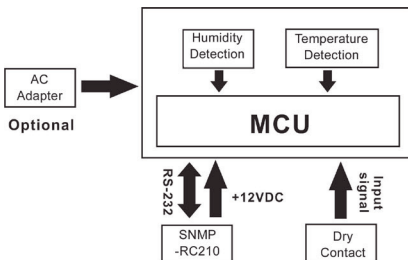 Humidity
Detection
Temperature
Detection
AC
Adapter
Optional
MCU
RS-232
+12VDC
Input
signal
SNMP
-RC210
Dry
Contact